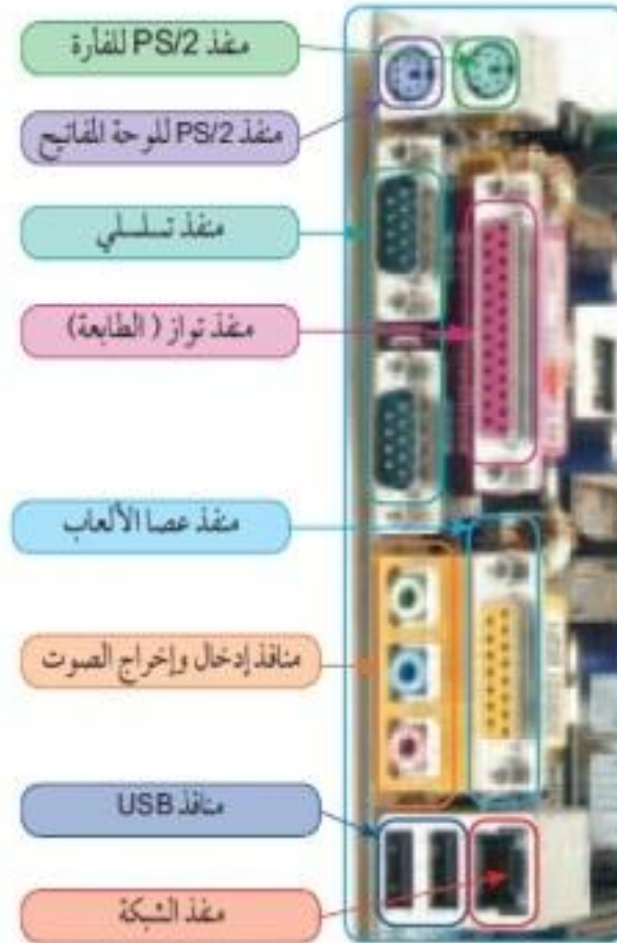 منفذ PS/2 للفأرة
منفذ PS/2 للوحة المفاتيح
منفذ تسلسلي
منفذ تواز ( الطابعة)
منفذ عصا الألعاب
منافذ إدخال وإخراج الصوت
منافذ USB
منفذ الشبكة